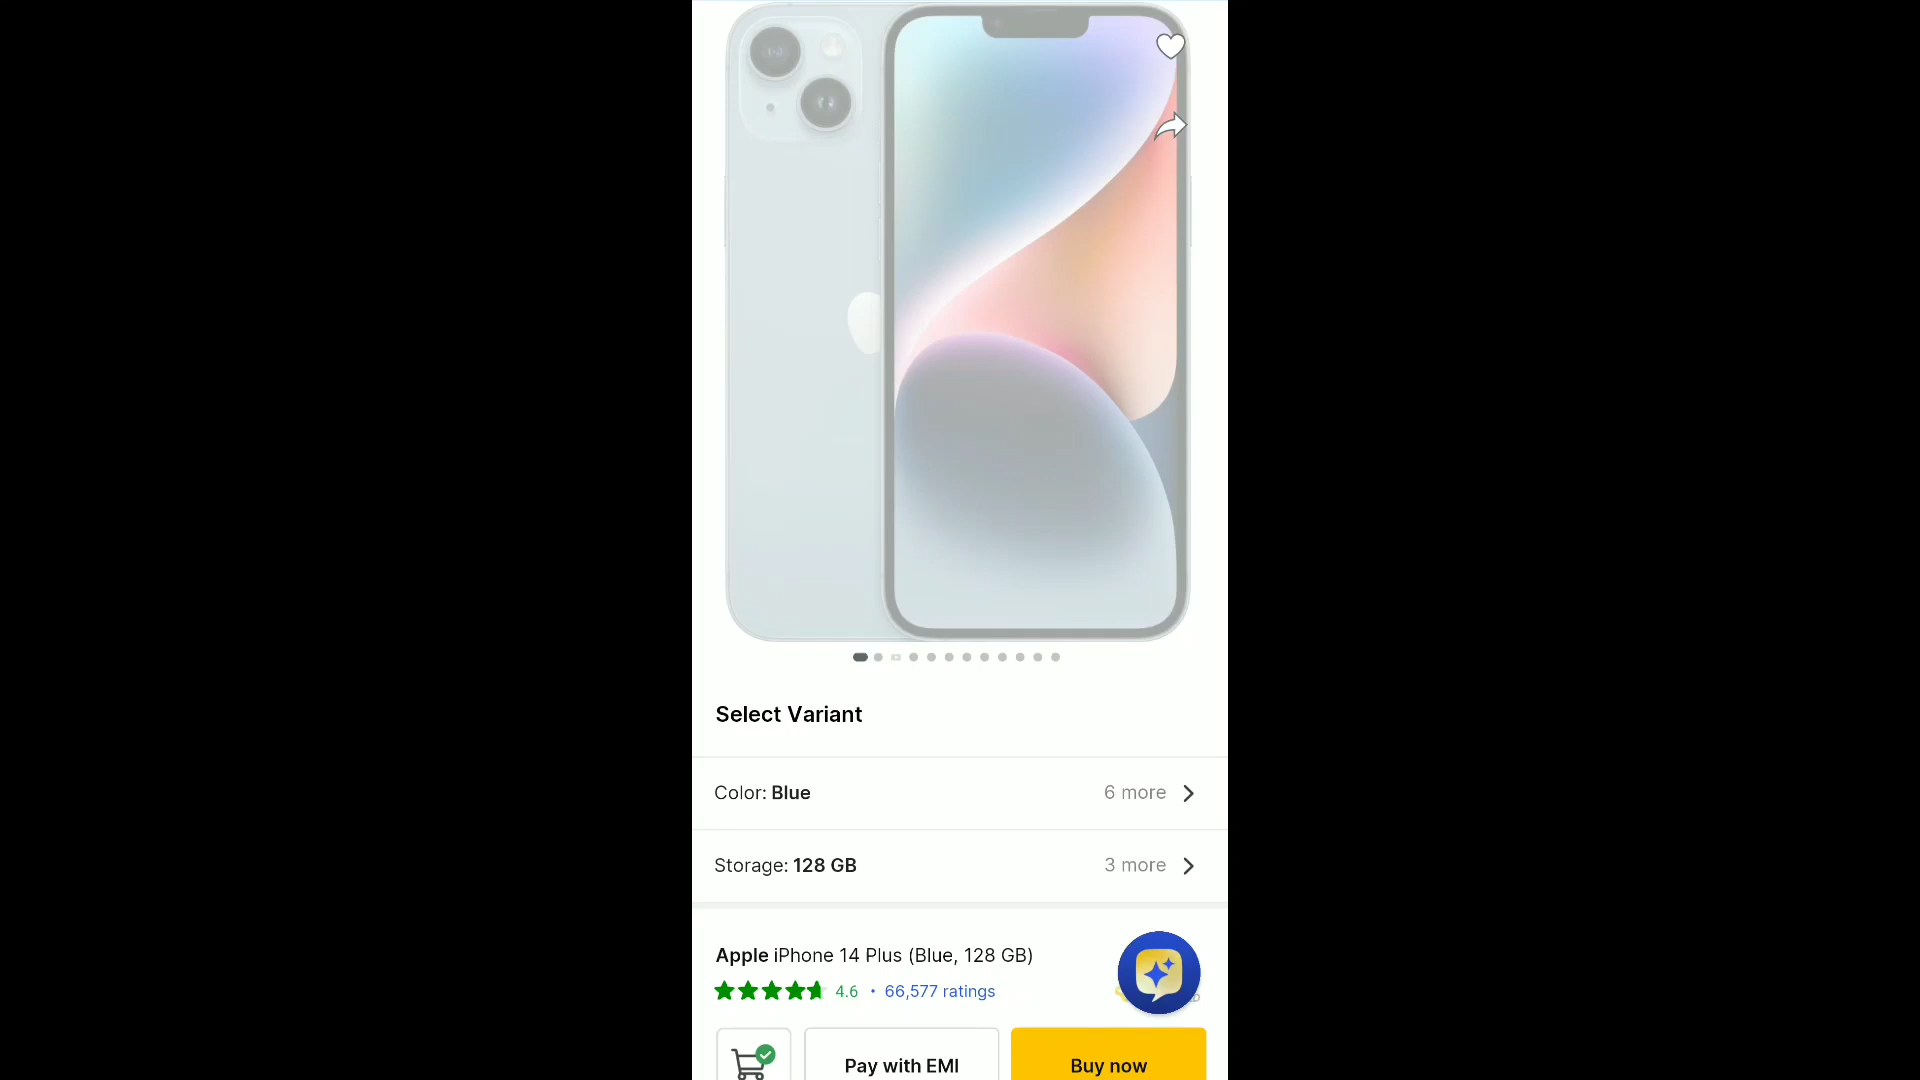 Select Variant
Color: Blue
6 more
Storage: 128 GB
3 more
Apple iPhone 14 Plus (Blue, 128 GB)
4.6 • 66,577 ratings
Pay with EMI
Buy now